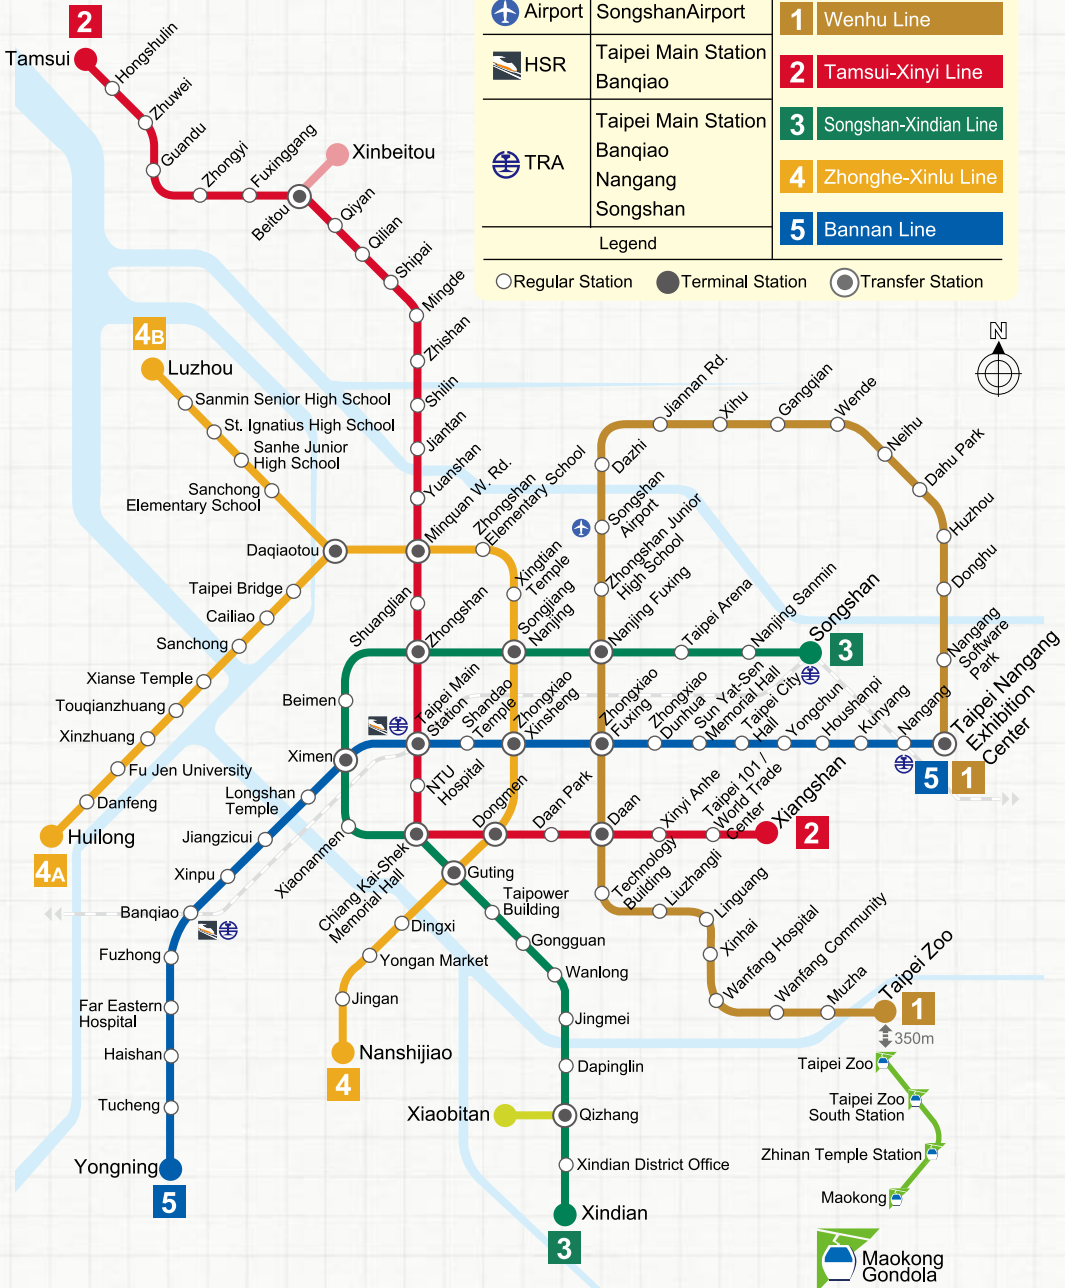 Airport
SongshanAirport
HSR
Taipei Main Station
Banqiao
TRA
Taipei Main Station
Banqiao
Nangang
Songshan
Legend
Regular Station
Terminal Station
Transfer Station
1 Wenhu Line
2 Tamsui-Xinyi Line
3 Songshan-Xindian Line
4 Zhonghe-Xinlu Line
5 Bannan Line
N
2
Tamsui
Hongshulin
Zhuwei
Guandu
Zhongyi
Fuxinggang
Beitou
Xinbeitou
Qiyan
Qilian
Shipai
Mingde
Zhishan
Shilin
Jiantan
Yuanshan
Minquan W. Rd.
Shuanglian
Zhongshan
Taipei Main
Station
NTU
Hospital
Chiang Kai-Shek
Memorial Hall
Dongmen
Daan Park
Daan
Xinyi Anhe
Taipei 101 /
World Trade
Center
Xiangshan
2
4B
Luzhou
Sanmin Senior High School
St. Ignatius High School
Sanhe Junior
High School
Sanchong
Elementary School
Daqiaotou
Taipei Bridge
Cailiao
Sanchong
Xianse Temple
Touqianzhuang
Xinzhuang
Fu Jen University
Danfeng
Huilong
4A
Zhongshan
Elementary School
Xingtian
Temple
Songjiang
Nanjing
Zhongxiao
Xinsheng
Guting
Dingxi
Yongan Market
Jingan
Nanshijiao
4
Jiannan Rd.
Xihu
Gangqian
Wende
Neihu
Dahu Park
Huzhou
Donghu
Nangang
Software
Park
Taipei Nangang
Exhibition
Center
5
1
Dazhi
Songshan
Airport
Zhongshan Junior
High School
Nanjing Fuxing
Zhongxiao
Fuxing
Technology
Building
Liuzhangli
Linguang
Xinhai
Wanfang Hospital
Wanfang Community
Muzha
Taipei Zoo
1
350m
Taipei Arena
Nanjing Sanmin
Songshan
3
Beimen
Ximen
Xiaonanmen
Taipower
Building
Gongguan
Wanlong
Jingmei
Dapinglin
Xiaobitan
Qizhang
Xindian District Office
Xindian
3
Shandao
Temple
Zhongxiao
Dunhua
Sun Yat-Sen
Memorial Hall
Taipei City
Hall
Yongchun
Houshanpi
Kunyang
Nangang
Longshan
Temple
Jiangzicui
Xinpu
Banqiao
Fuzhong
Far Eastern
Hospital
Haishan
Tucheng
Yongning
5
Taipei Zoo
Taipei Zoo
South Station
Zhinan Temple Station
Maokong
Maokong
Gondola